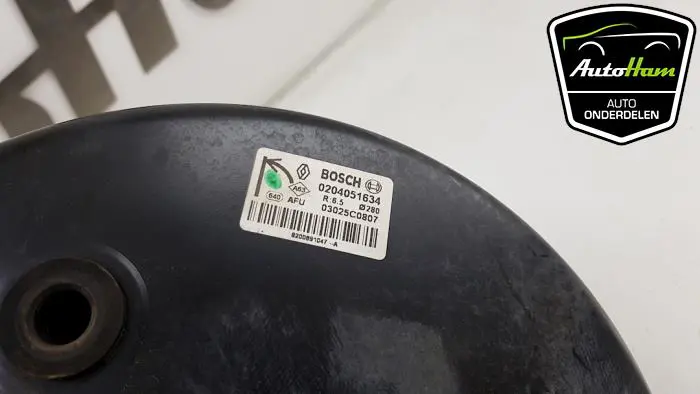 AutoHam
AUTO
ONDERDELEN
BOSCH
0204051634
A63
R:6.5 Ø280
640 AFU 03025C0807
8200891047--A